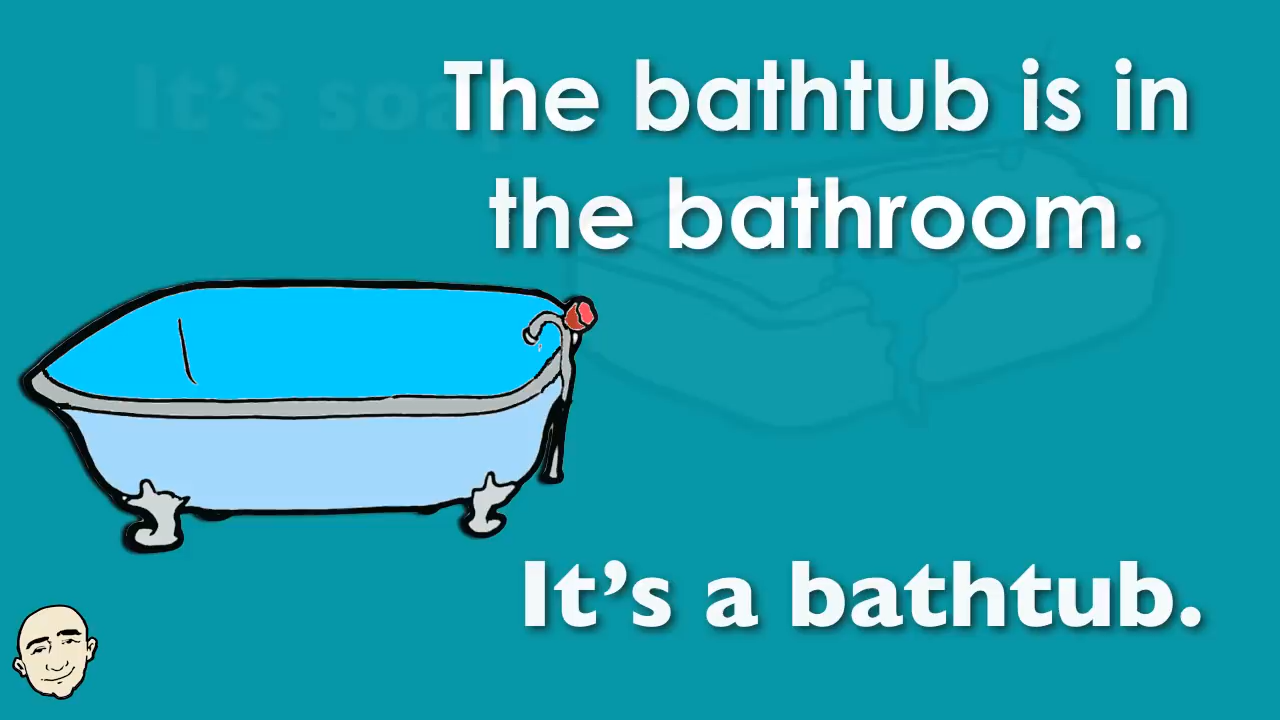 The bathtub is in
the bathroom.
It's a bathtub.